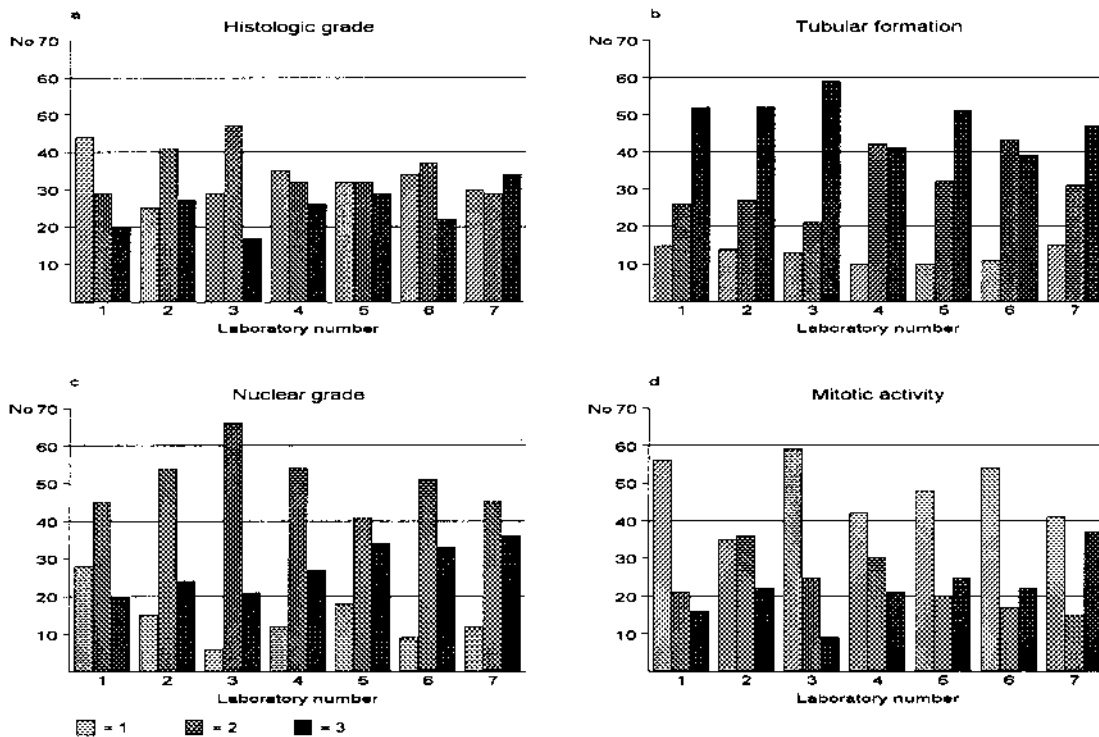 a
Histologic grade
No 70
60
50
40
30
20
10
1 2 3 4 5 6 7
Laboratory number
b
Tubular formation
No 70
60
50
40
30
20
10
1 2 3 4 5 6 7
Laboratory number
c
Nuclear grade
No 70
60
50
40
30
20
10
1 2 3 4 5 6 7
Laboratory number
d
Mitotic activity
No 70
60
50
40
30
20
10
1 2 3 4 5 6 7
Laboratory number
= 1 = 2 = 3